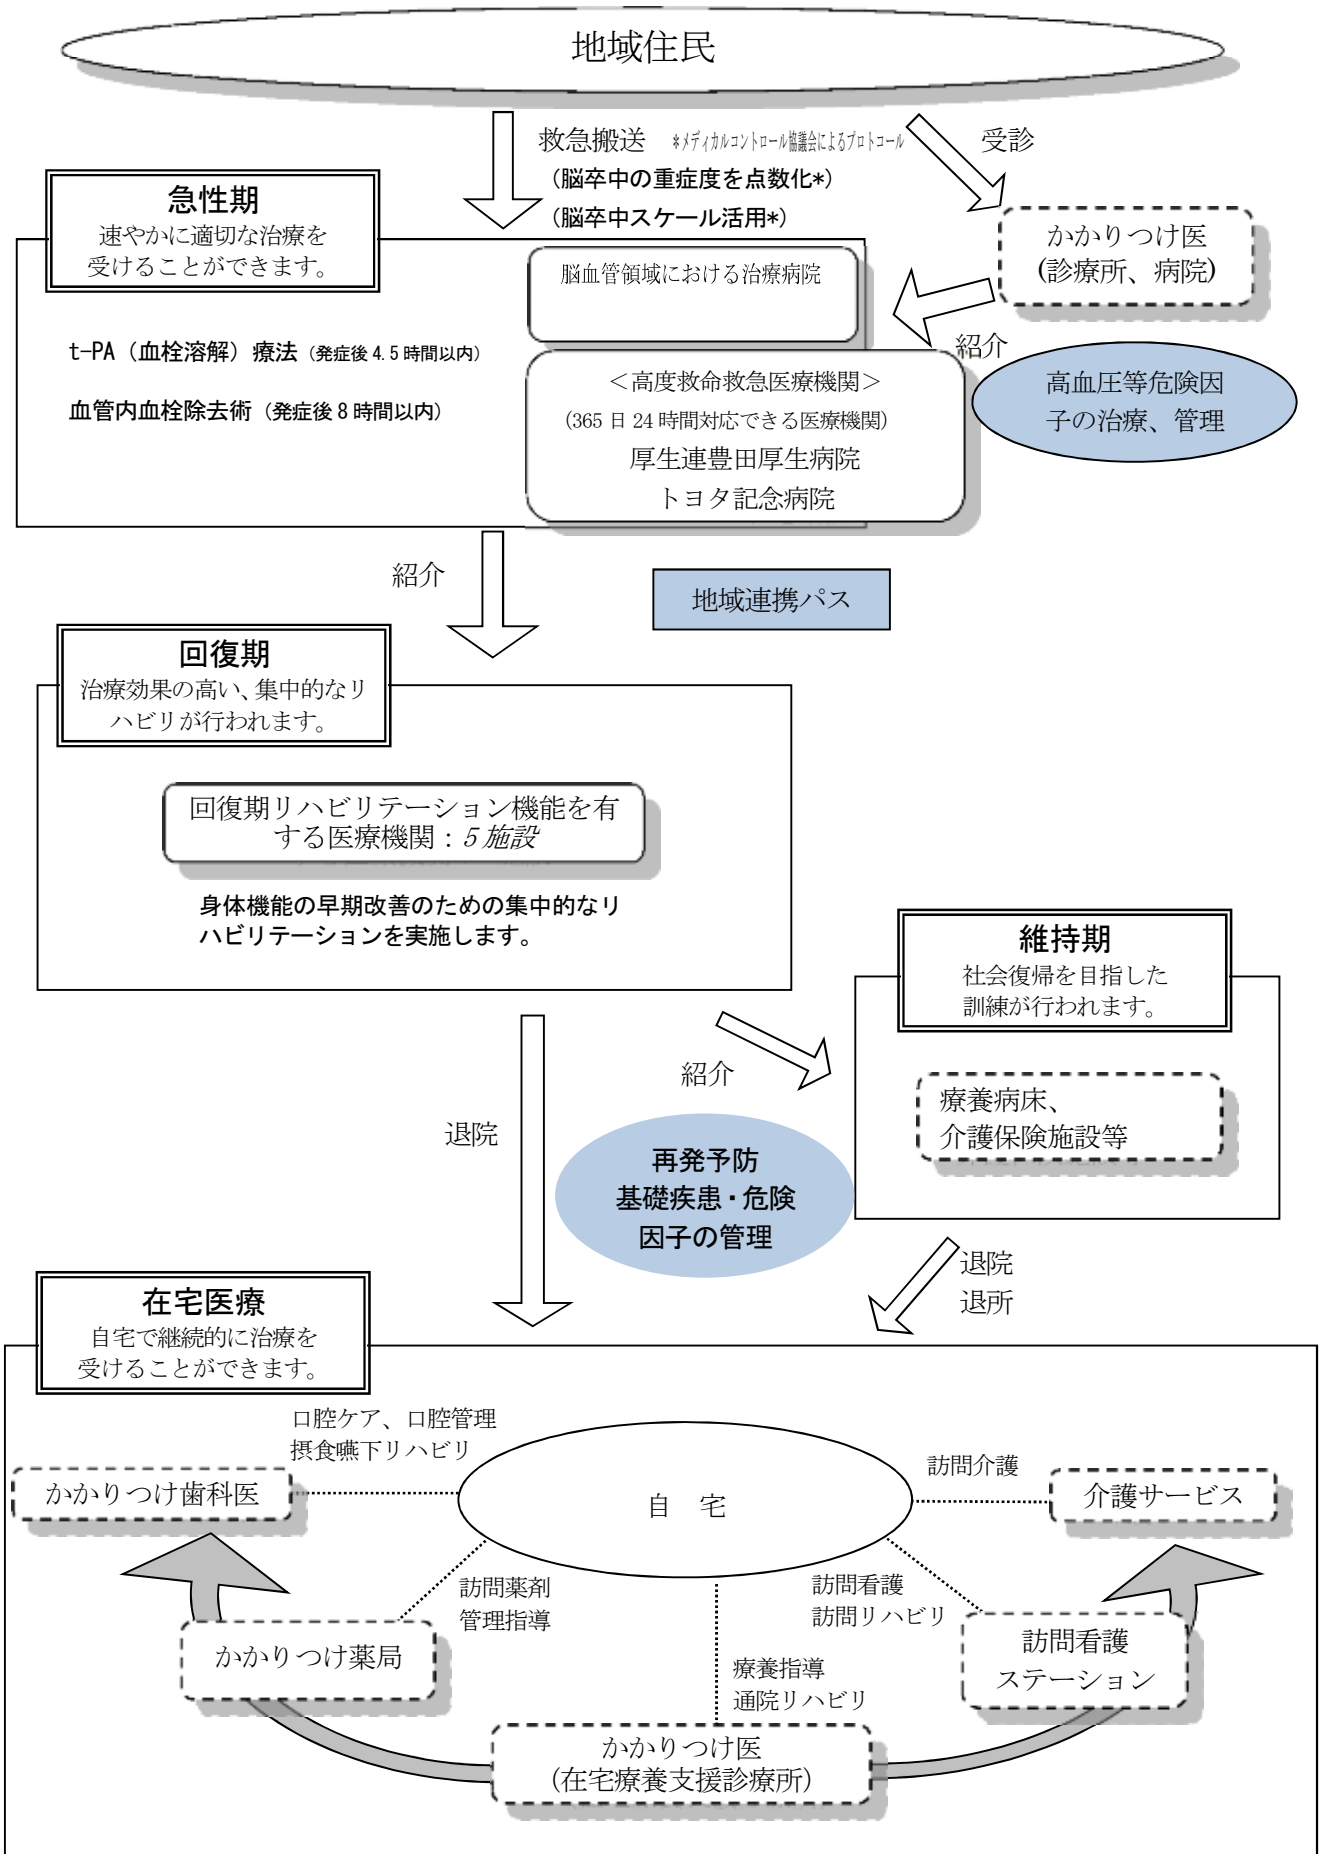 地域住民
救急搬送 *メディカルコントロール協議会によるプロトコール
(脳卒中の重症度を点数化*)
(脳卒中スケール活用*)
受診
急性期
速やかに適切な治療を
受けることができます。
かかりつけ医
(診療所、病院)
脳血管領域における治療病院
紹介
t-PA（血栓溶解）療法（発症後4.5時間以内）
血管内血栓除去術（発症後8時間以内）
＜高度救命救急医療機関＞
(365日24時間対応できる医療機関)
厚生連豊田厚生病院
トヨタ記念病院
高血圧等危険因
子の治療、管理
紹介
地域連携パス
回復期
治療効果の高い、集中的なリ
ハビリが行われます。
回復期リハビリテーション機能を有
する医療機関：5施設
身体機能の早期改善のための集中的なリ
ハビリテーションを実施します。
維持期
社会復帰を目指した
訓練が行われます。
紹介
療養病床、
介護保険施設等
退院
再発予防
基礎疾患・危険
因子の管理
退院
退所
在宅医療
自宅で継続的に治療を
受けることができます。
口腔ケア、口腔管理
摂食嚥下リハビリ
かかりつけ歯科医
自　宅
訪問介護
介護サービス
訪問薬剤
管理指導
訪問看護
訪問リハビリ
かかりつけ薬局
訪問看護
ステーション
療養指導
通院リハビリ
かかりつけ医
(在宅療養支援診療所)